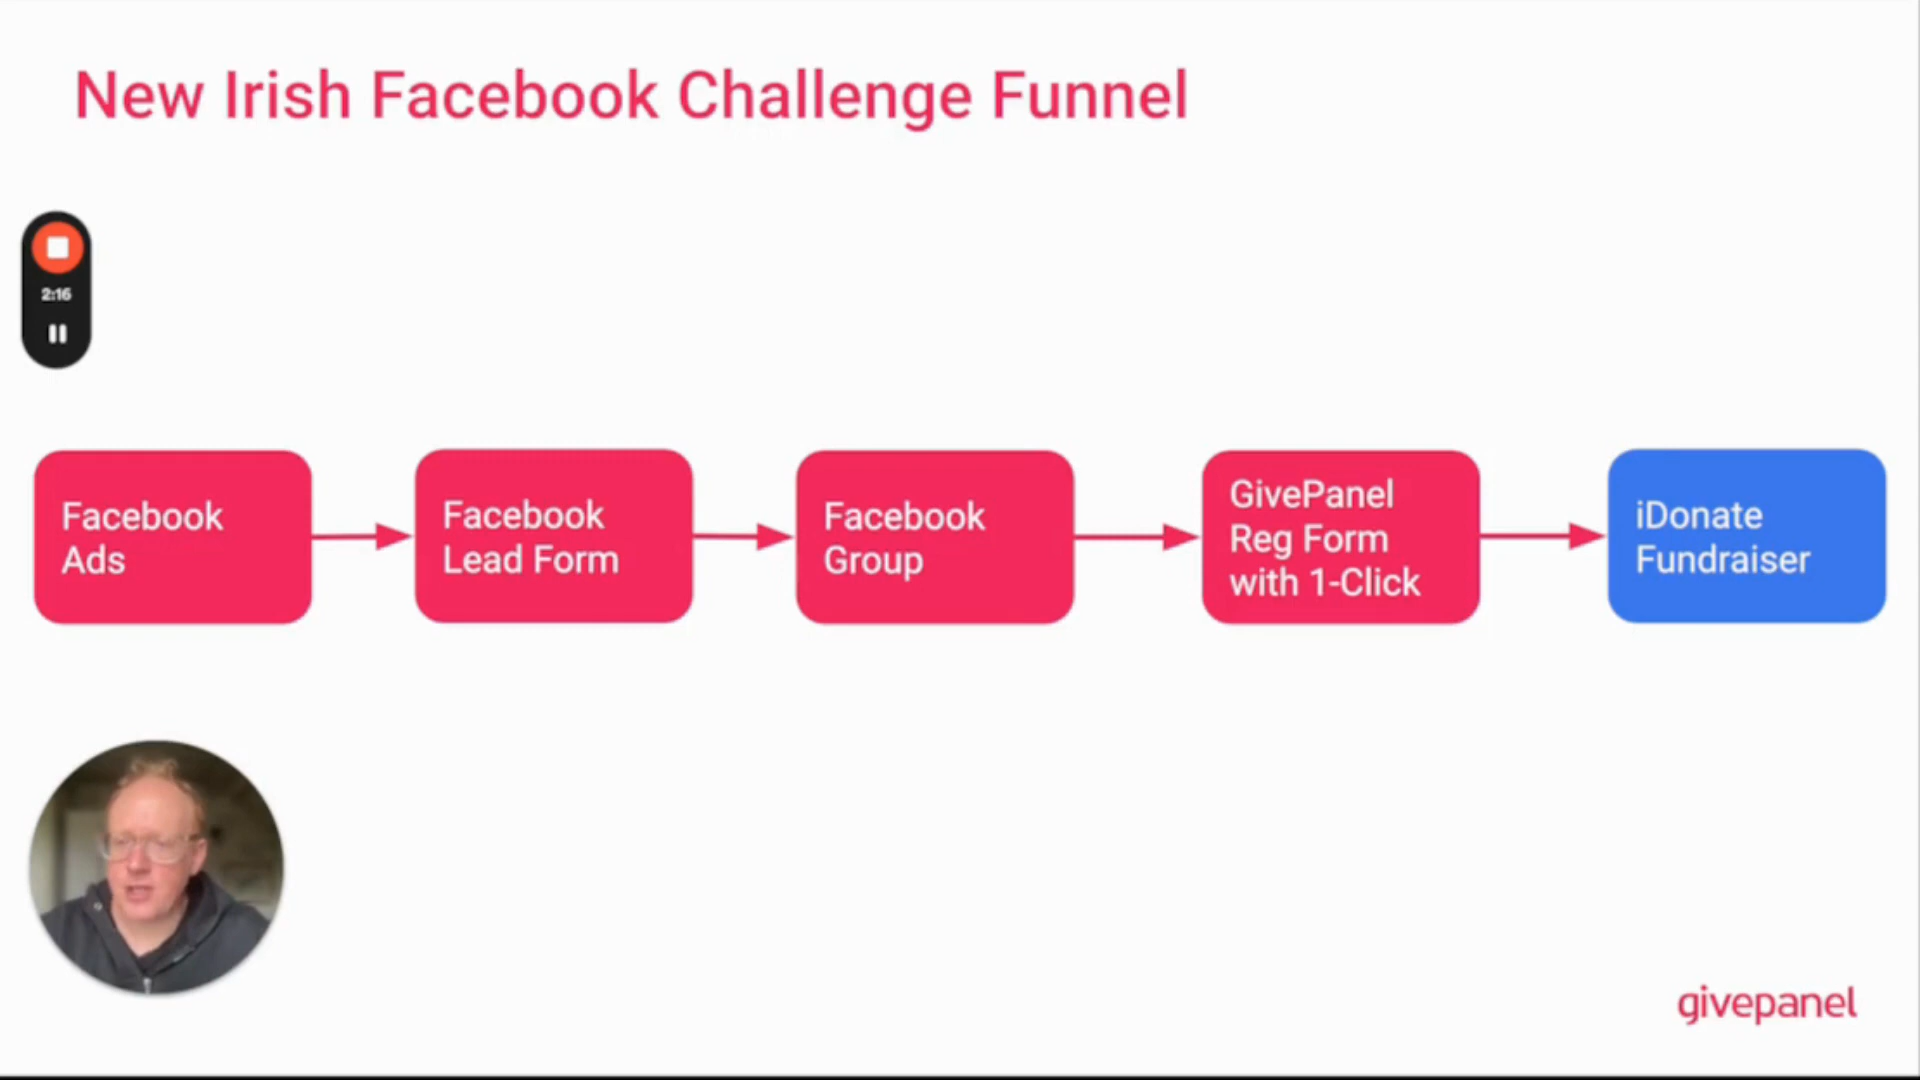 New Irish Facebook Challenge Funnel
2:16
Facebook
Ads
Facebook
Lead Form
Facebook
Group
GivePanel
Reg Form
with 1-Click
iDonate
Fundraiser
givepanel